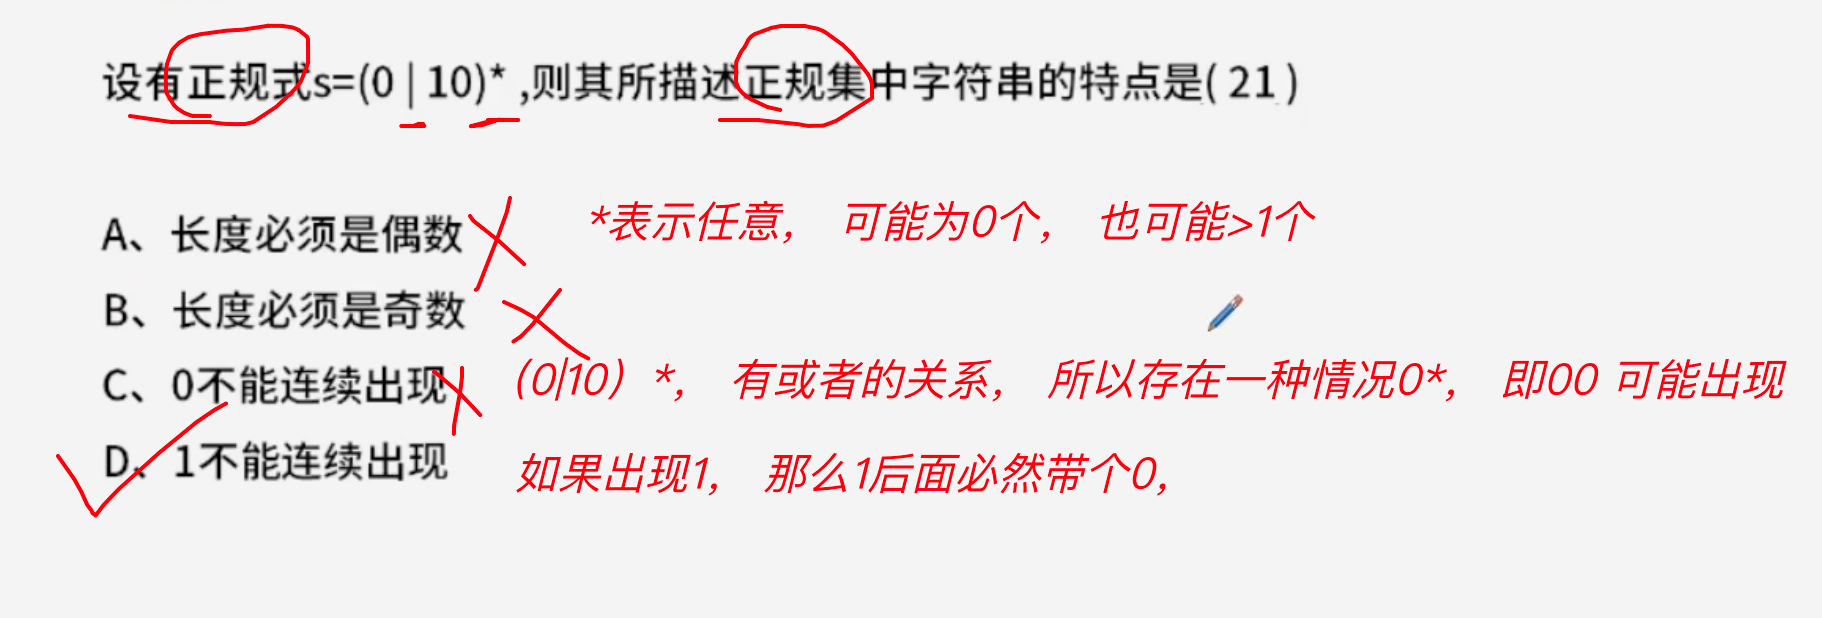 设有正规式s=(0 | 10)* ,则其所描述正规集中字符串的特点是( 21 )
A、长度必须是偶数
*表示任意， 可能为0个， 也可能>1个
B、长度必须是奇数
C、0不能连续出现
（0|10）*， 有或者的关系， 所以存在一种情况0*， 即00 可能出现
D、1不能连续出现
如果出现1， 那么1后面必然带个0，